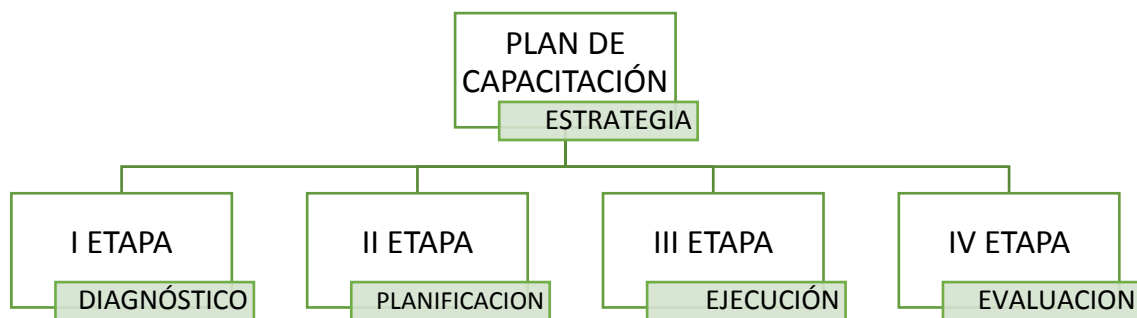 PLAN DE
CAPACITACIÓN
ESTRATEGIA
I ETAPA
DIAGNÓSTICO
II ETAPA
PLANIFICACION
III ETAPA
EJECUCIÓN
IV ETAPA
EVALUACION